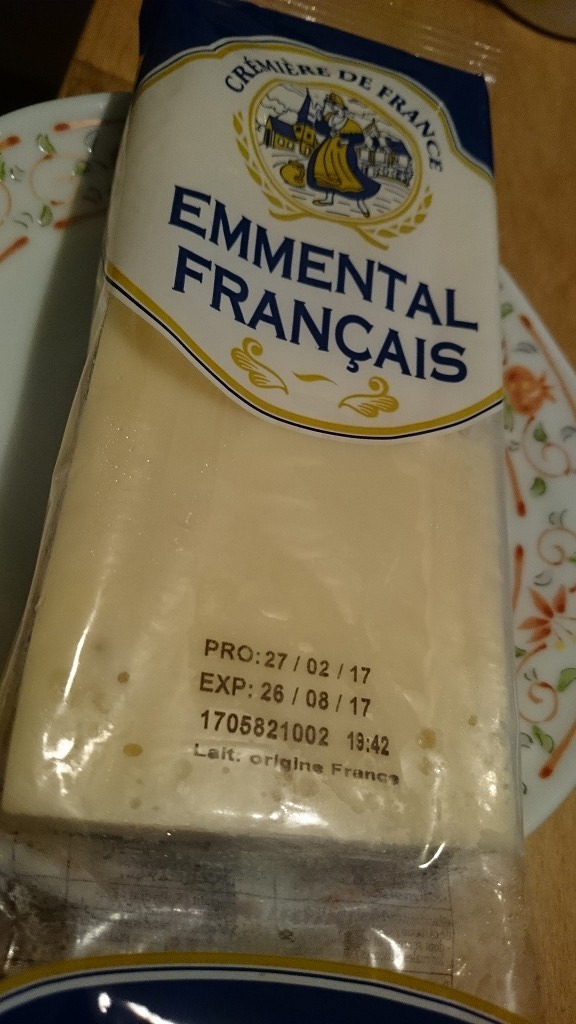 CRÉMIÈRE DE FRANCE
EMMENTAL
FRANÇAIS
PRO: 27 / 02 / 17
EXP: 26 / 08 / 17
1705821002 19:42
Lait: origine France